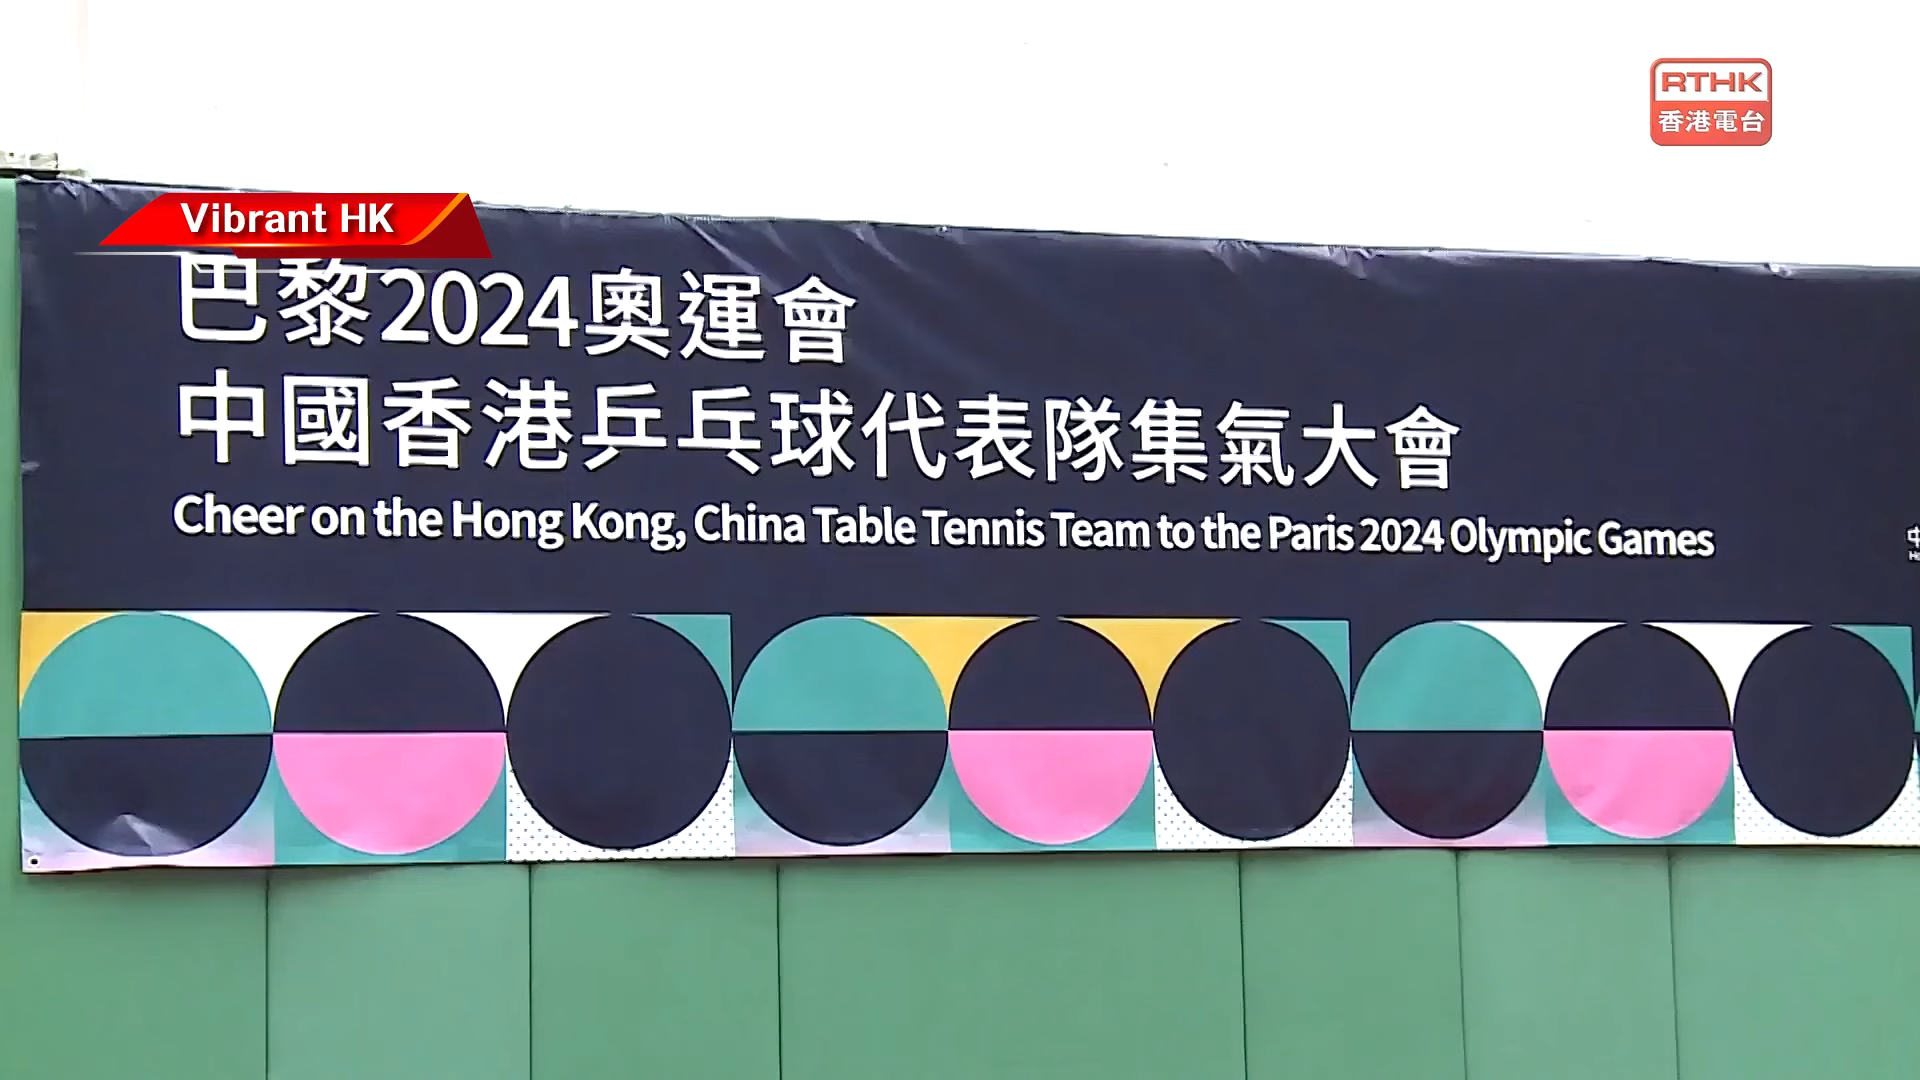 RTHK
香港電台
Vibrant HK
巴黎2024奧運會
中國香港乒乓球代表隊集氣大會
Cheer on the Hong Kong, China Table Tennis Team to the Paris 2024 Olympic Games